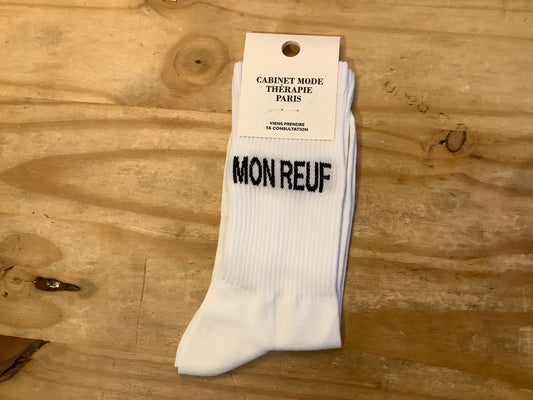 CABINET MODE
THÉRAPIE
PARIS
VIENS PRENDRE
TA CONSULTATION
MON REUF